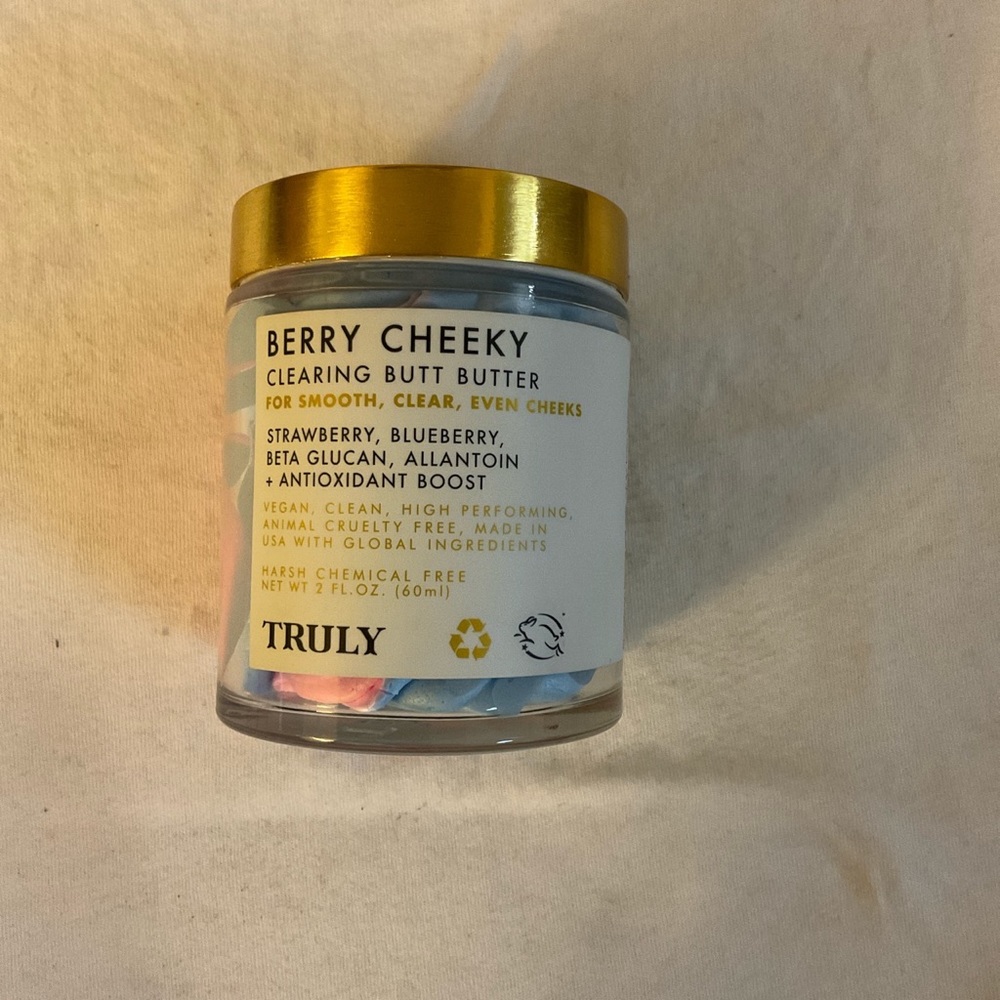 BERRY CHEEKY
CLEARING BUTT BUTTER
FOR SMOOTH, CLEAR, EVEN CHEEKS
STRAWBERRY, BLUEBERRY,
BETA GLUCAN, ALLANTOIN
+ ANTIOXIDANT BOOST
VEGAN, CLEAN, HIGH PERFORMING,
ANIMAL CRUELTY FREE, MADE IN
USA WITH GLOBAL INGREDIENTS
HARSH CHEMICAL FREE
NET WT 2 FL.OZ. (60ml)
TRULY